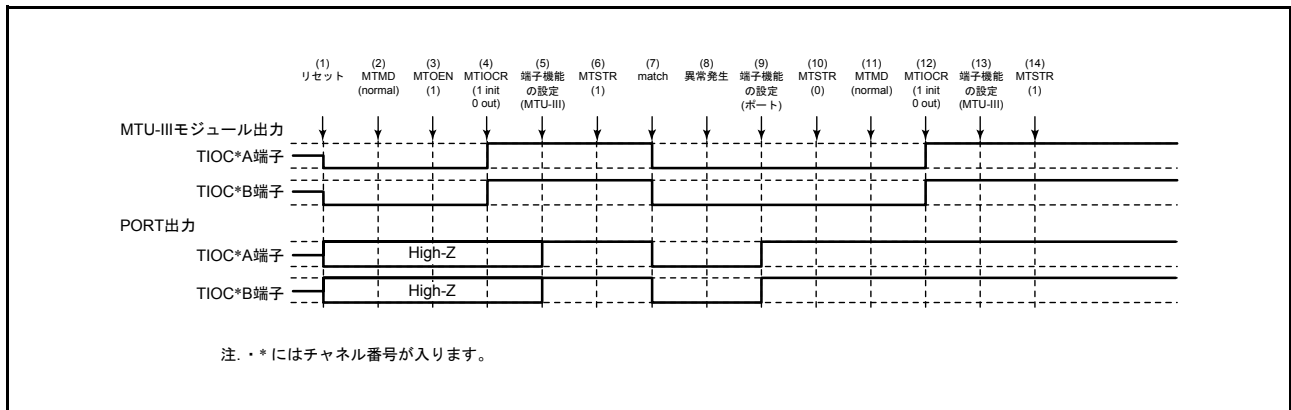 (1) (2) (3) (4) (5) (6) (7) (8) (9) (10) (11) (12) (13) (14)
リセット MTMD MTOEN MTIOCR 端子機能 MTSTR match 異常発生 端子機能 MTSTR MTMD MTIOCR 端子機能 MTSTR
(normal) (1) (1 init の設定 (1) の設定 (0) (normal) (1 init の設定 (1)
0 out) (MTU-III) (ポート) 0 out) (MTU-III)
MTU-IIIモジュール出力
TIOC*A端子
TIOC*B端子
PORT出力
TIOC*A端子 High-Z
TIOC*B端子 High-Z
注. ・* にはチャネル番号が入ります。